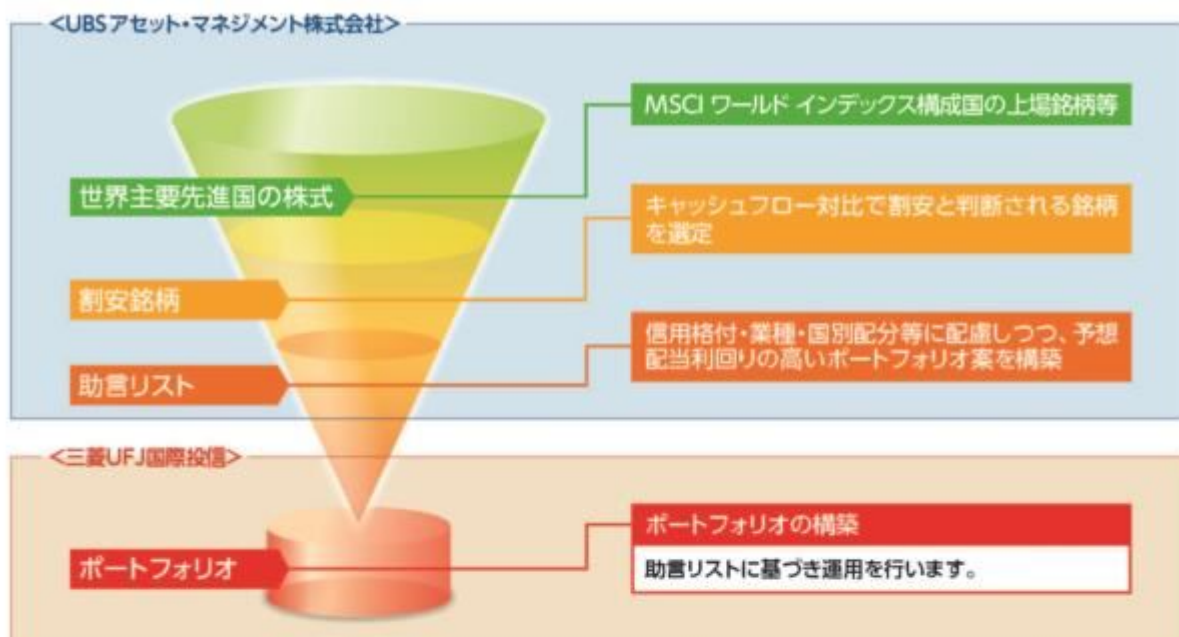 <UBSアセット・マネジメント株式会社>
MSCI ワールド インデックス構成国の上場銘柄等
世界主要先進国の株式
キャッシュフロー対比で割安と判断される銘柄
を選定
割安銘柄
信用格付・業種・国別配分等に配慮しつつ、予想
配当利回りの高いポートフォリオ案を構築
助言リスト
<三菱UFJ国際投信>
ポートフォリオの構築
ポートフォリオ
助言リストに基づき運用を行います。